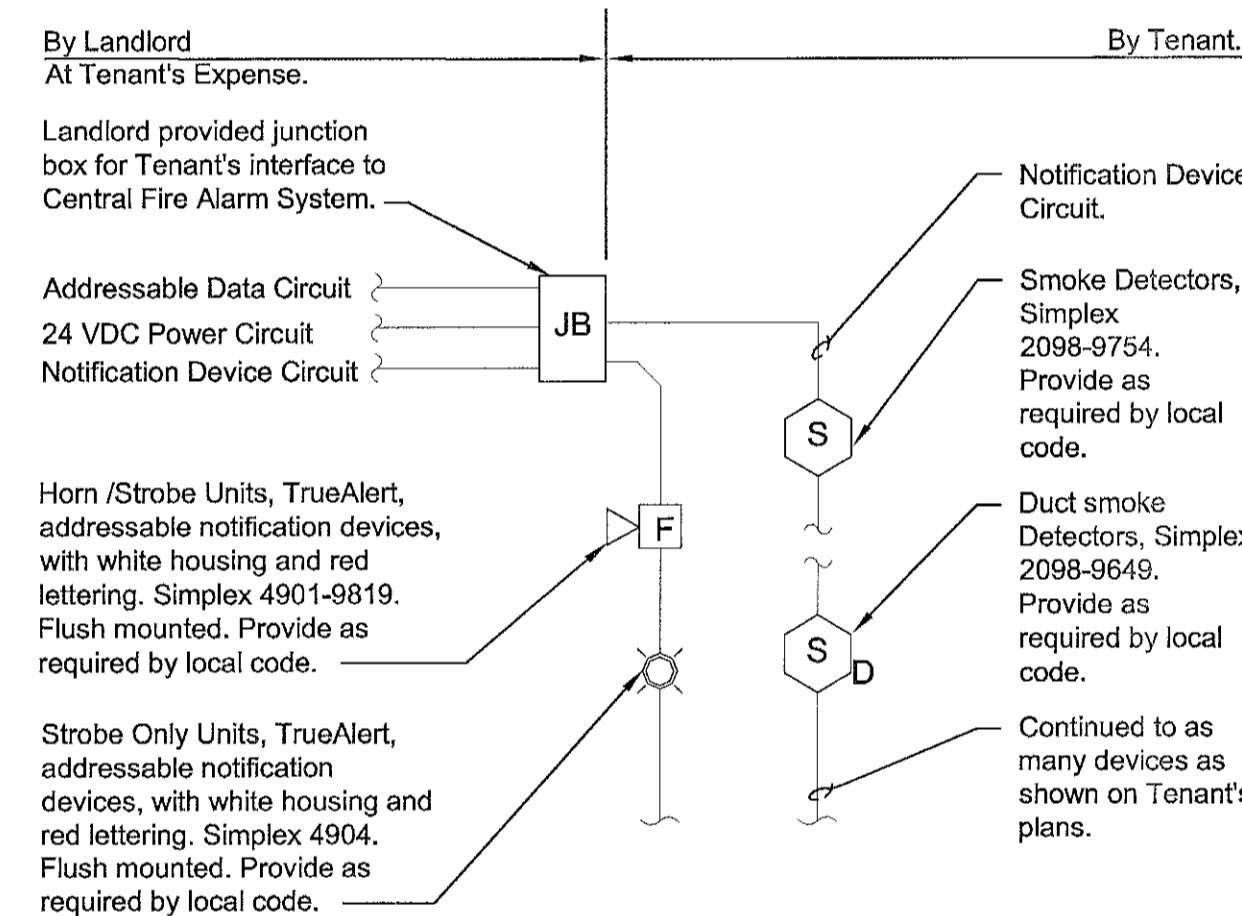 By Landlord
At Tenant's Expense.
By Tenant.
Landlord provided junction
box for Tenant's interface to
Central Fire Alarm System.
Addressable Data Circuit
24 VDC Power Circuit
Notification Device Circuit
JB
Notification Device
Circuit.
Smoke Detectors,
Simplex
2098-9754.
Provide as
required by local
code.
S
Horn /Strobe Units, TrueAlert,
addressable notification devices,
with white housing and red
lettering. Simplex 4901-9819.
Flush mounted. Provide as
required by local code.
F
Duct smoke
Detectors, Simplex
2098-9649.
Provide as
required by local
code.
S
D
Strobe Only Units, TrueAlert,
addressable notification
devices, with white housing and
red lettering. Simplex 4904.
Flush mounted. Provide as
required by local code.
Continued to as
many devices as
shown on Tenant's
plans.